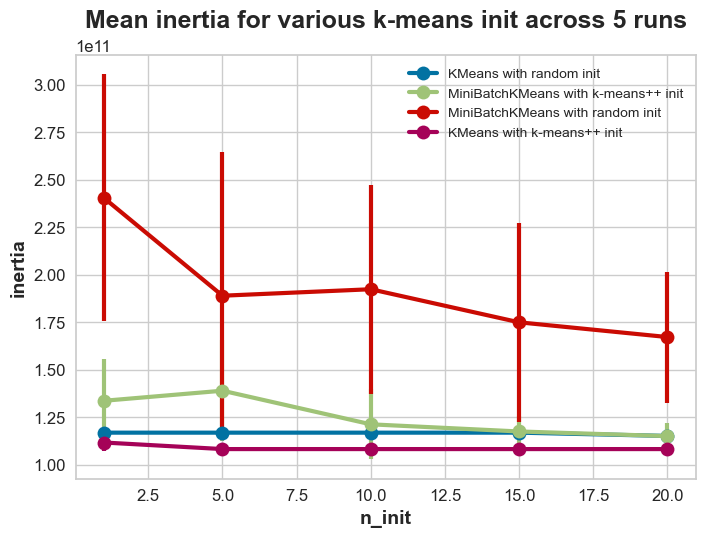 Mean inertia for various k-means init across 5 runs
1e11
KMeans with random init
MiniBatchKMeans with k-means++ init
MiniBatchKMeans with random init
KMeans with k-means++ init
3.00
2.75
2.50
2.25
2.00
1.75
1.50
1.25
1.00
inertia
2.5 5.0 7.5 10.0 12.5 15.0 17.5 20.0
n_init